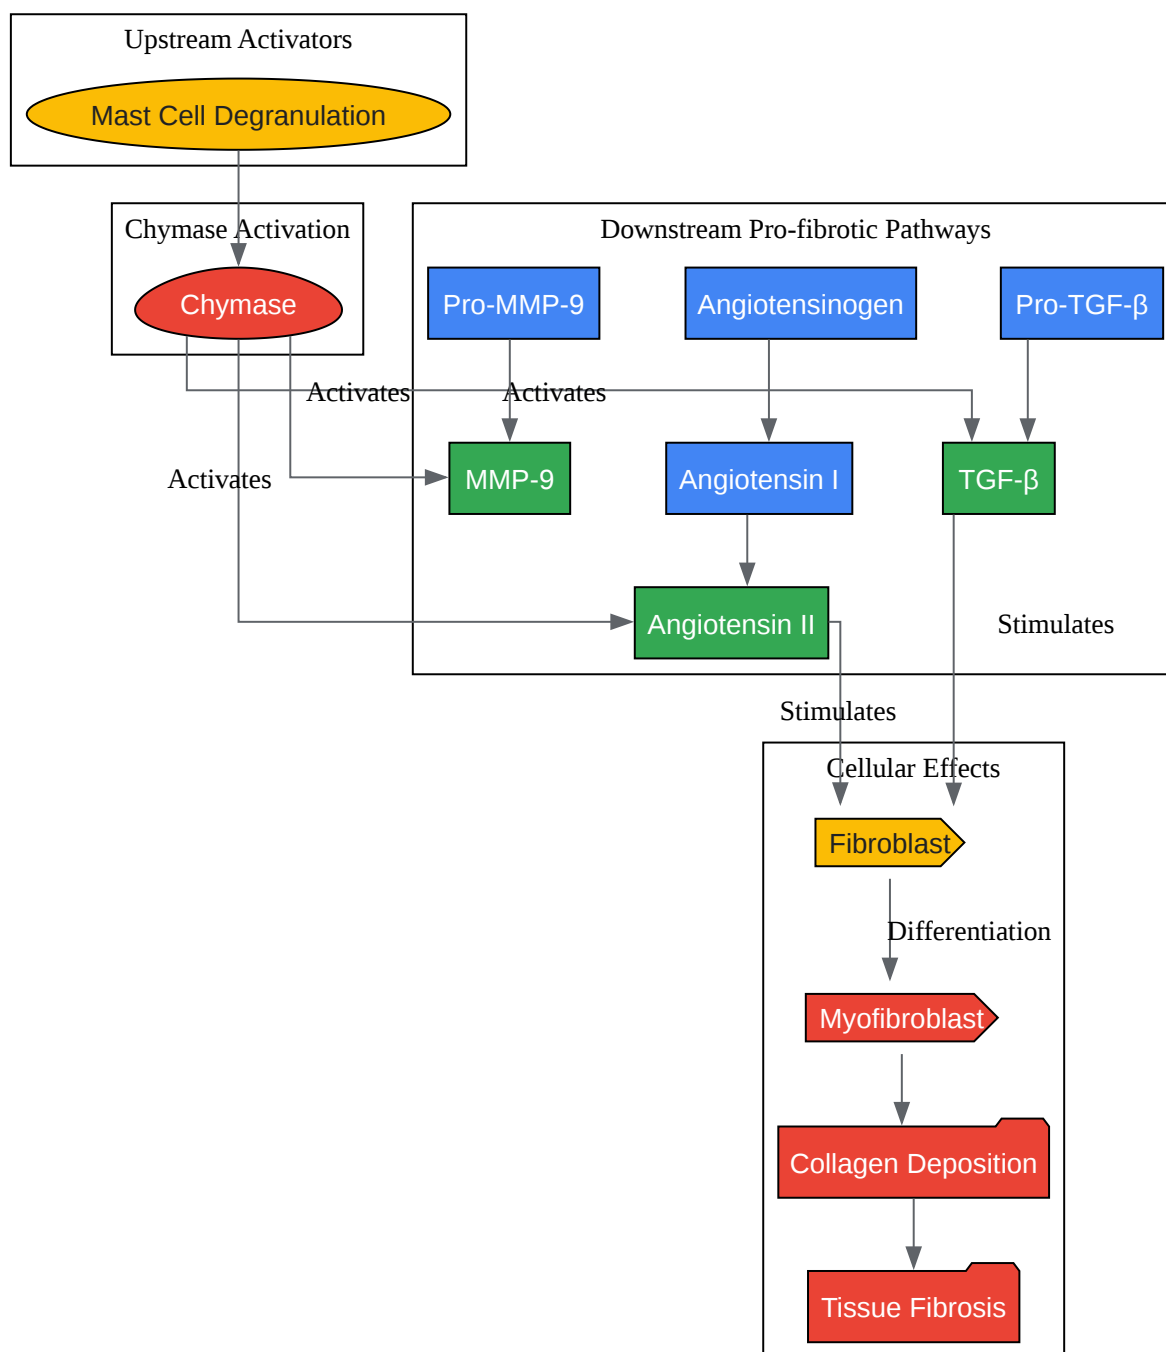 Upstream Activators
Mast Cell Degranulation
Chymase Activation
Downstream Pro-fibrotic Pathways
Chymase
Pro-MMP-9
Angiotensinogen
Pro-TGF-β
Activates
Activates
Activates
MMP-9
Angiotensin I
TGF-β
Angiotensin II
Stimulates
Stimulates
Cellular Effects
Fibroblast
Differentiation
Myofibroblast
Collagen Deposition
Tissue Fibrosis